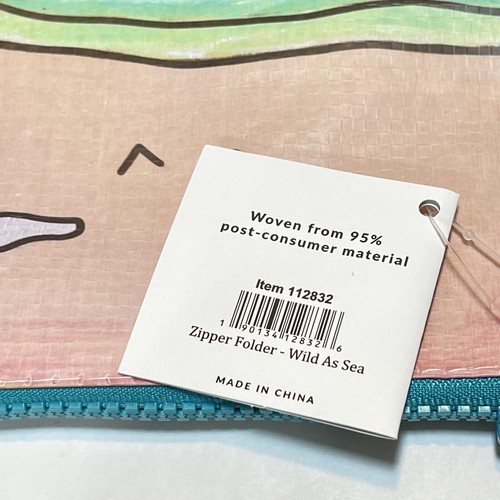 Woven from 95%
post-consumer material
Item 112832
1 90134 12832 6
Zipper Folder - Wild As Sea
MADE IN CHINA